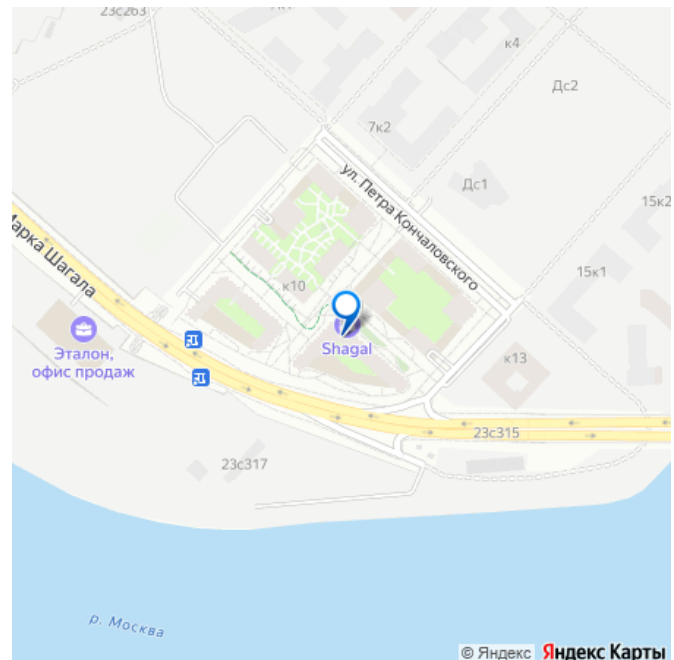 23с263
7к1
к4
Дс2
7к2
ул. Петра Кончаловского
Дс1
15к2
Марка Шагала
15к1
к10
Эталон,
офис продаж
Shagal
к13
23с315
23с317
р. Москва
© Яндекс Яндекс Карты